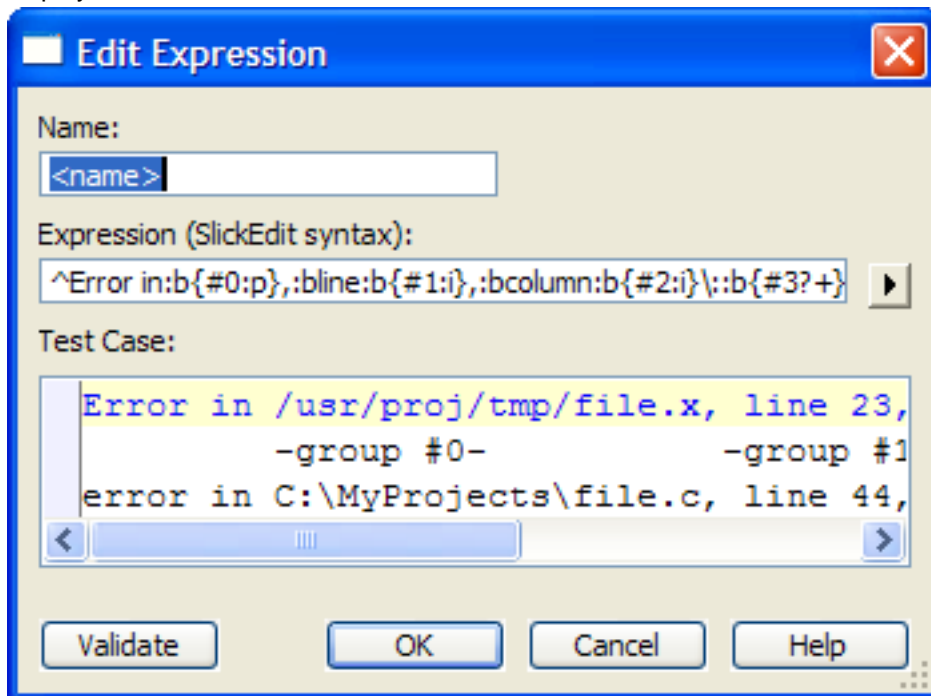 Edit Expression
Name:
<name>
Expression (SlickEdit syntax):
^Error in:b{#0:p},:bline:b{#1:i},:bcolumn:b{#2:i}\::b{#3?+}
Test Case:
Error in /usr/proj/tmp/file.x, line 23,
-group #0- -group #1
error in C:\MyProjects\file.c, line 44,
Validate OK Cancel Help